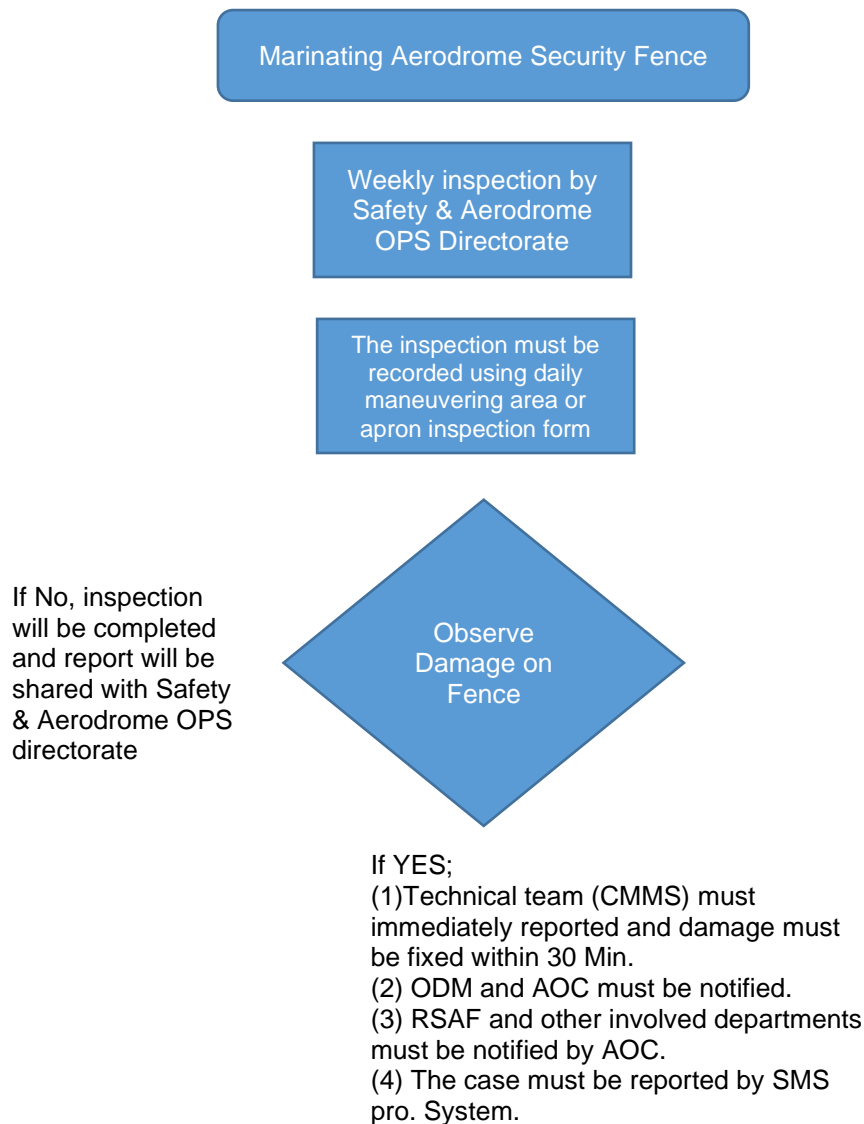 Marinating Aerodrome Security Fence
Weekly inspection by
Safety & Aerodrome
OPS Directorate
The inspection must be
recorded using daily
maneuvering area or
apron inspection form
If No, inspection
will be completed
and report will be
shared with Safety
& Aerodrome OPS
directorate
Observe
Damage on
Fence
If YES;
(1)Technical team (CMMS) must
immediately reported and damage must
be fixed within 30 Min.
(2) ODM and AOC must be notified.
(3) RSAF and other involved departments
must be notified by AOC.
(4) The case must be reported by SMS
pro. System.